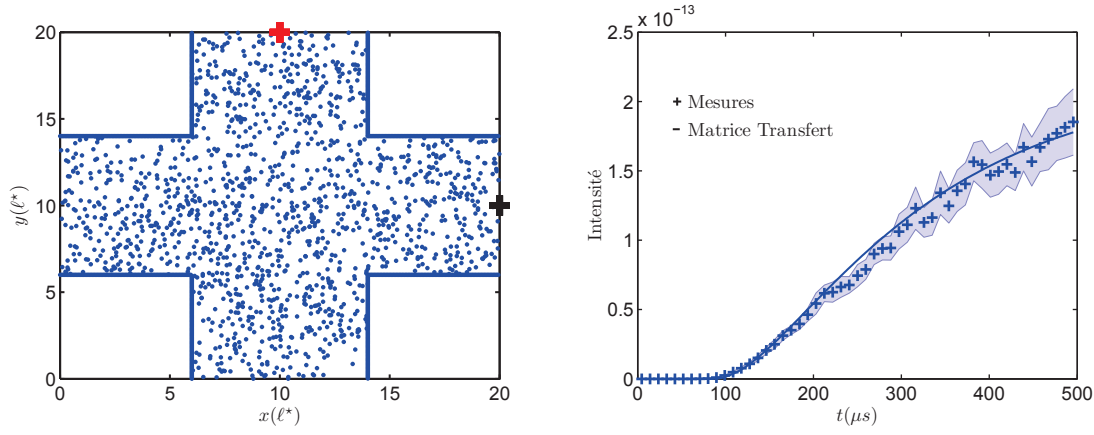 20
15
10
5
0
y(ℓ*)
0 5 10 15 20
x(ℓ*)
x 10⁻¹³
2.5
2
1.5
1
0.5
0
Intensité
+ Mesures
– Matrice Transfert
0 100 200 300 400 500
t(μs)